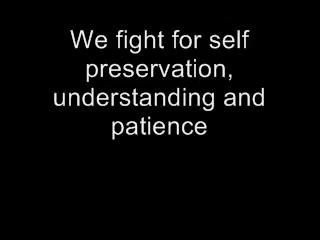 We fight for self
preservation,
understanding and
patience